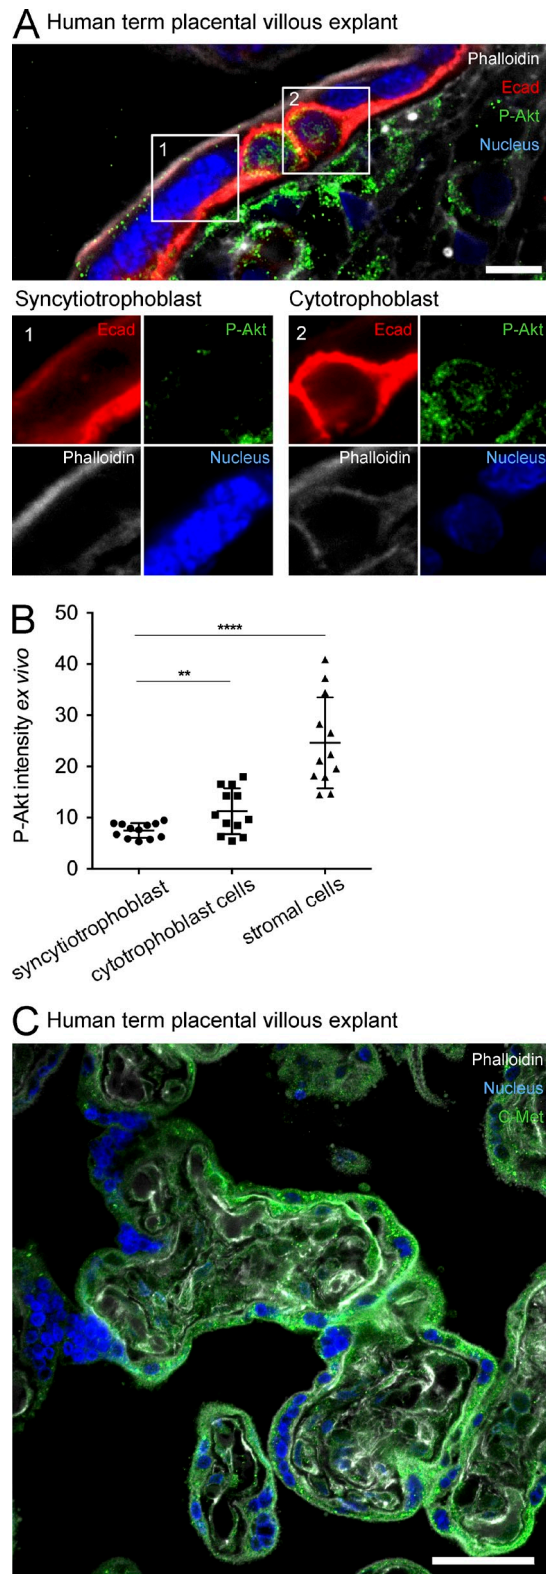 A Human term placental villous explant
Phalloidin
Ecad
P-Akt
Nucleus
1
2
Syncytiotrophoblast
Cytotrophoblast
1
Ecad
P-Akt
2
Ecad
P-Akt
Phalloidin
Nucleus
Phalloidin
Nucleus
B
P-Akt intensity ex vivo
50
40
30
20
10
0
****
**
syncytiotrophoblast
cytotrophoblast cells
stromal cells
C Human term placental villous explant
Phalloidin
Nucleus
C-Met